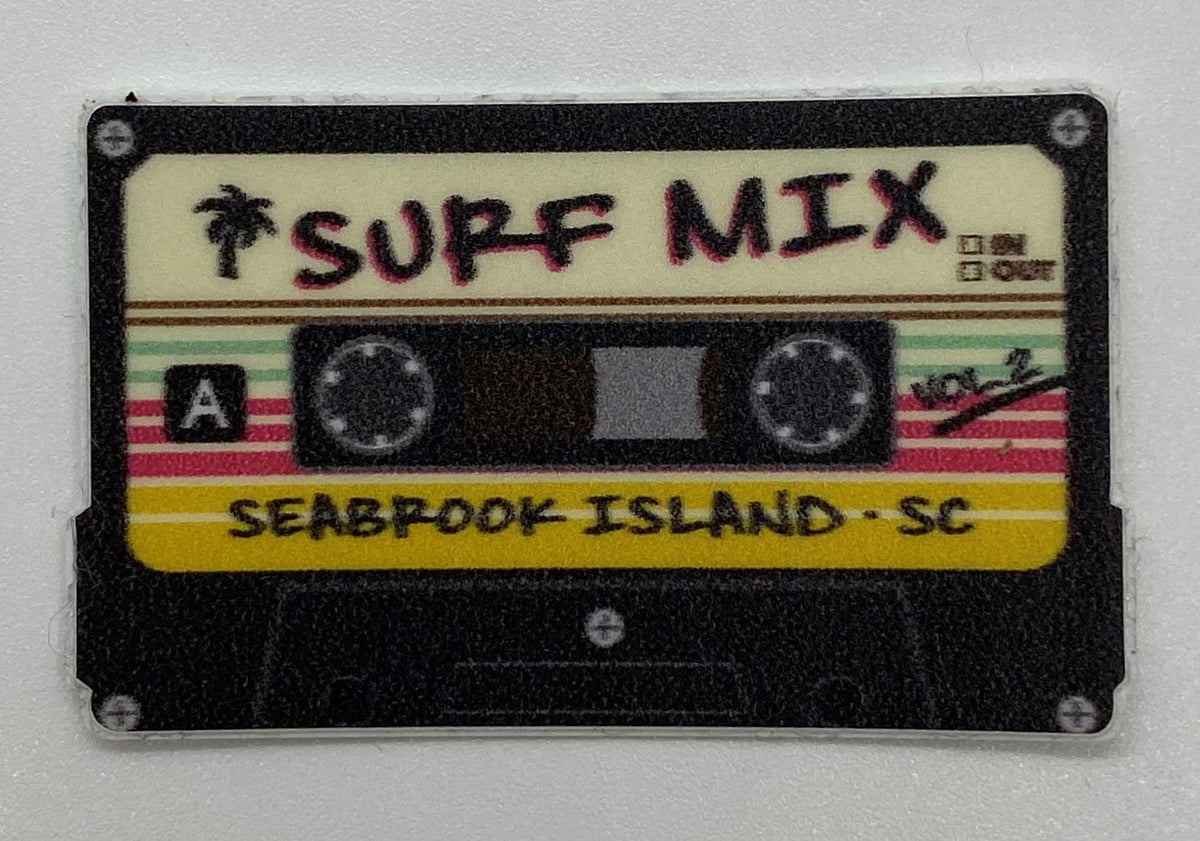 SURF MIX
IN
OUT
A
VOL. 2
SEABROOK ISLAND · SC